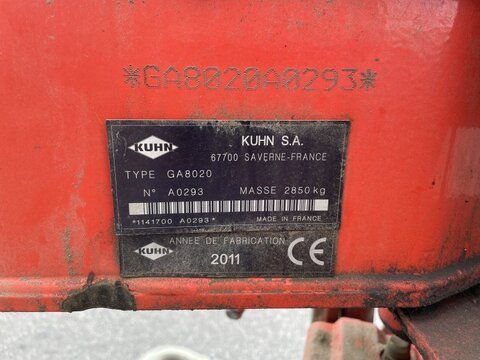 *GA8020A0293*
KUHN
KUHN S.A.
67700 SAVERNE-FRANCE
TYPE GA8020
N° A0293 MASSE 2850 kg
*1141700 A0293* MADE IN FRANCE
KUHN
ANNEE DE FABRICATION
2011
CE